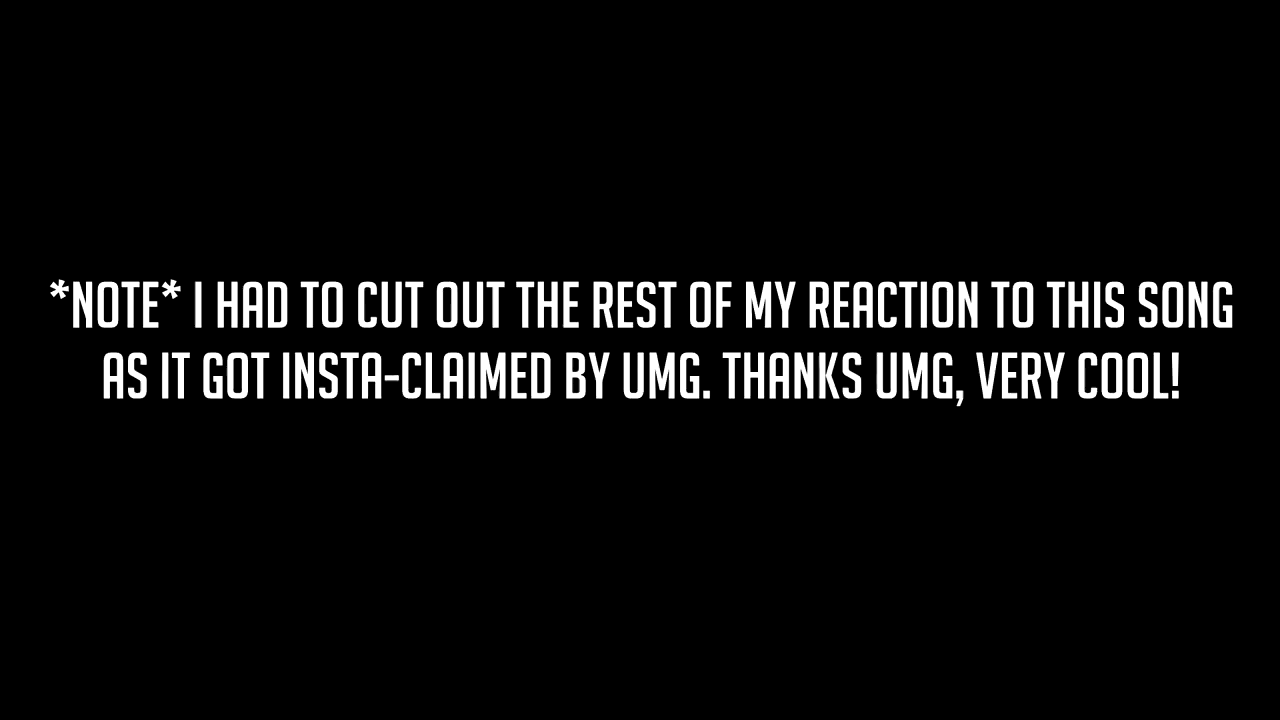 *NOTE* I HAD TO CUT OUT THE REST OF MY REACTION TO THIS SONG
AS IT GOT INSTA-CLAIMED BY UMG. THANKS UMG, VERY COOL!